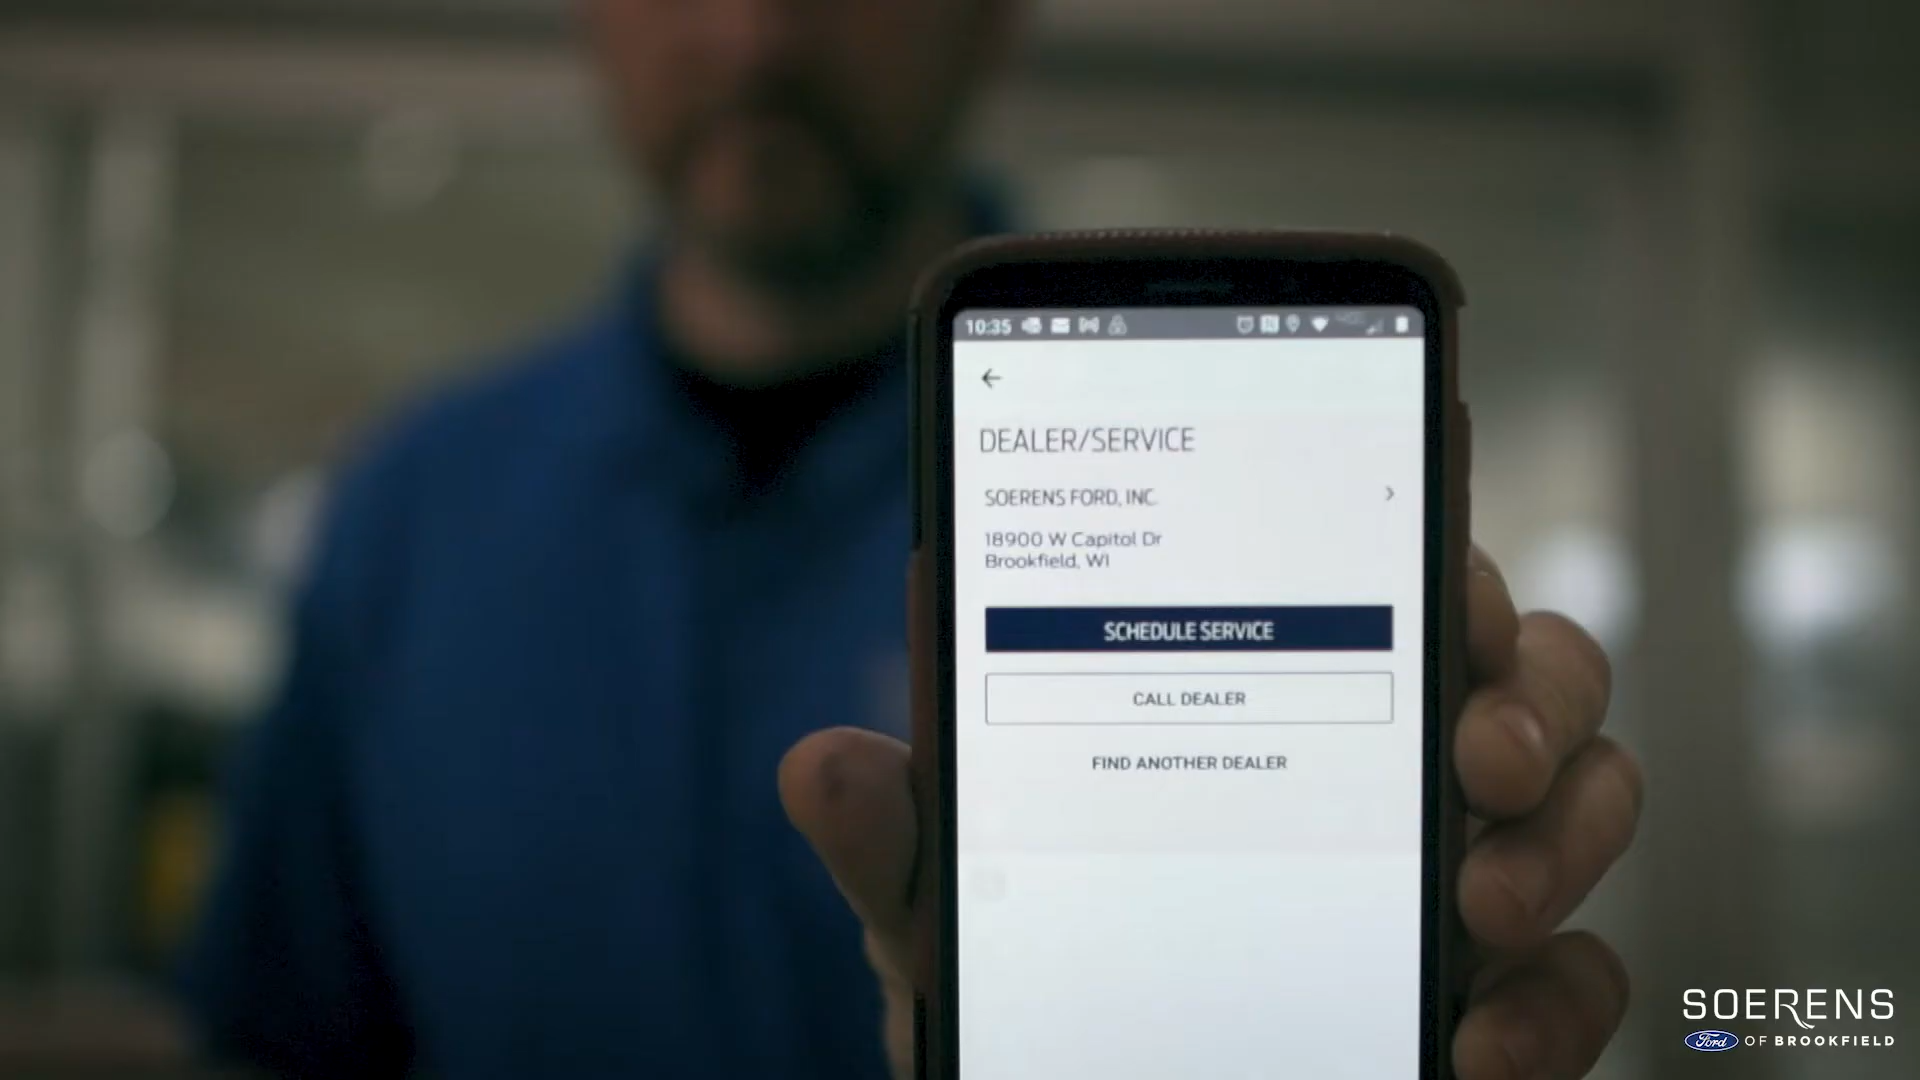 10:35
DEALER/SERVICE
SOERENS FORD, INC.
18900 W Capitol Dr
Brookfield, WI
SCHEDULE SERVICE
CALL DEALER
FIND ANOTHER DEALER
SOERENS
Ford OF BROOKFIELD